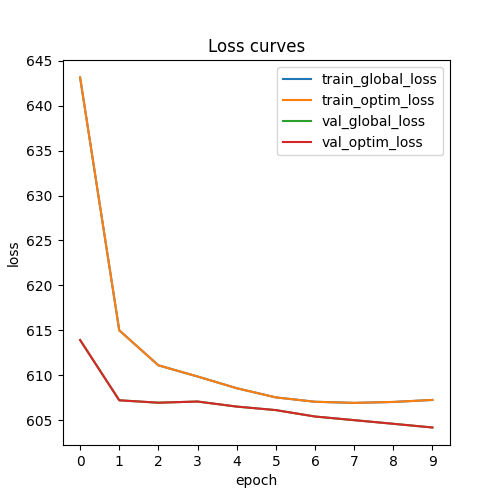 Loss curves
645
640
635
630
625
620
615
610
605
loss
train_global_loss
train_optim_loss
val_global_loss
val_optim_loss
0 1 2 3 4 5 6 7 8 9
epoch